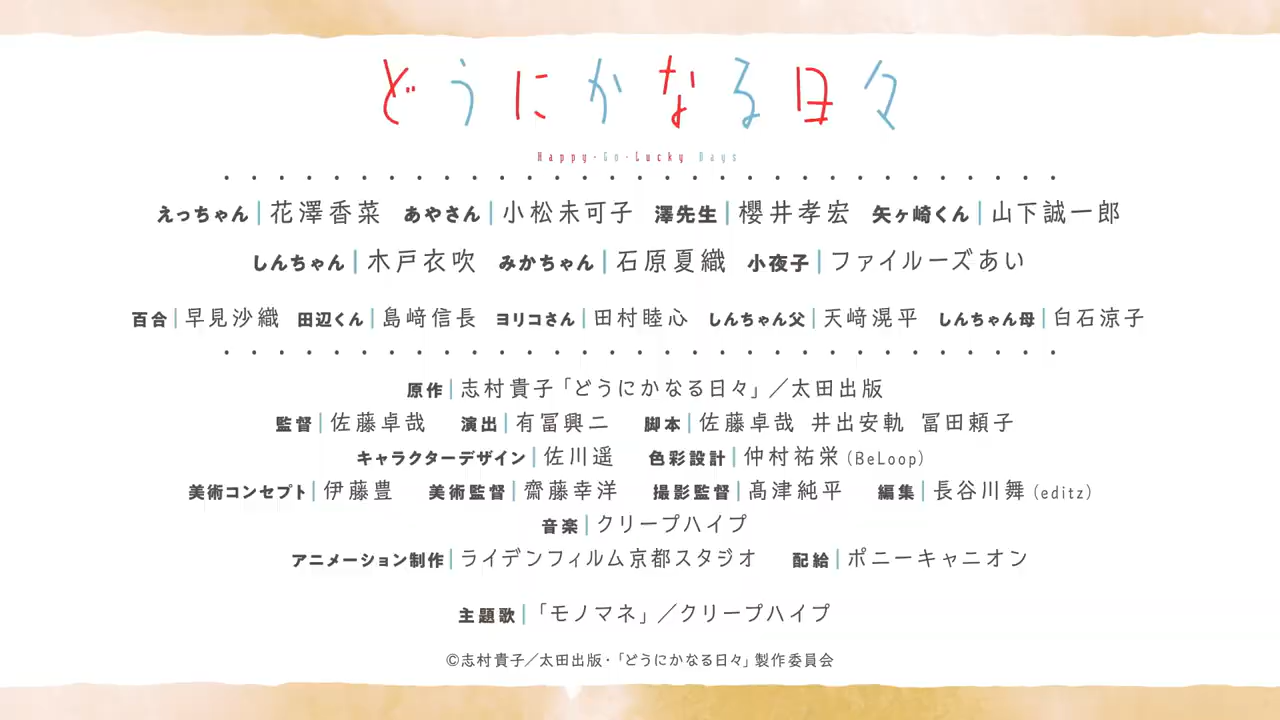 どうにかなる日々
Happy-Go-Lucky Days
えっちゃん|花澤香菜 あやさん|小松未可子 澤先生|櫻井孝宏 矢ヶ崎くん|山下誠一郎
しんちゃん|木戸衣吹 みかちゃん|石原夏織 小夜子|ファイルーズあい
百合|早見沙織 田辺くん|島﨑信長 ヨリコさん|田村睦心 しんちゃん父|天﨑滉平 しんちゃん母|白石涼子
原作|志村貴子「どうにかなる日々」／太田出版
監督|佐藤卓哉 演出|有冨興二 脚本|佐藤卓哉 井出安軌 冨田頼子
キャラクターデザイン|佐川遥 色彩設計|仲村祐栄(BeLoop)
美術コンセプト|伊藤豊 美術監督|齋藤幸洋 撮影監督|髙津純平 編集|長谷川舞(editz)
音楽|クリープハイプ
アニメーション制作|ライデンフィルム京都スタジオ 配給|ポニーキャニオン
主題歌|「モノマネ」／クリープハイプ
©志村貴子／太田出版・「どうにかなる日々」製作委員会